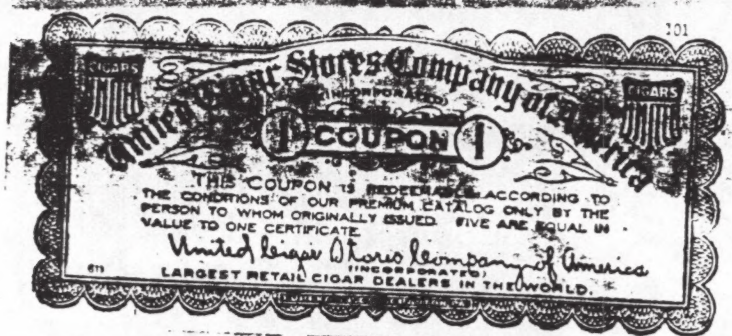 101
CIGARS
CIGARS
United Cigar Stores Company of America
(INCORPORATED)
1 COUPON 1
THIS COUPON IS REDEEMABLE ACCORDING TO
THE CONDITIONS OF OUR PREMIUM CATALOG ONLY BY THE
PERSON TO WHOM ORIGINALLY ISSUED. FIVE ARE EQUAL IN
VALUE TO ONE CERTIFICATE.
United Cigar Stores Company of America
(INCORPORATED)
LARGEST RETAIL CIGAR DEALERS IN THE WORLD.